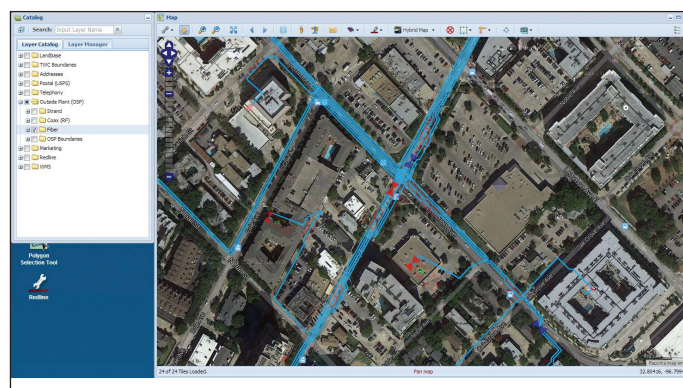 Catalog
Search: Input Layer Name
Layer Catalog
Layer Manager
Landbase
TWC Boundaries
Addresses
Postal (USPS)
Telephony
Outside Plant (OSP)
Strand
Coax (RF)
Fiber
OSP Boundaries
Marketing
Redline
WMS
Polygon
Selection Tool
Redline
Map
Hybrid Map
24 of 24 Tiles Loaded.
Pan map
32.80416, -96.799